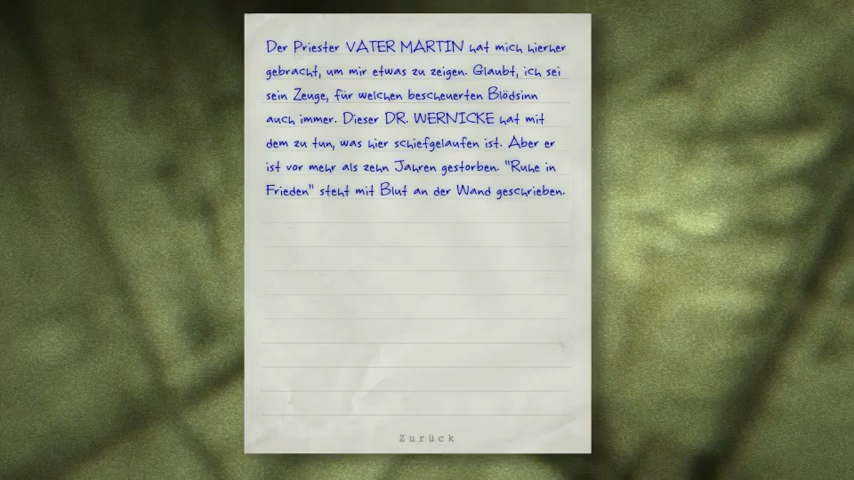 Der Priester VATER MARTIN hat mich hierher
gebracht, um mir etwas zu zeigen. Glaubt, ich sei
sein Zeuge, für welchen bescheuerten Blödsinn
auch immer. Dieser DR. WERNICKE hat mit
dem zu tun, was hier schiefgelaufen ist. Aber er
ist vor mehr als zehn Jahren gestorben. "Ruhe in
Frieden" steht mit Blut an der Wand geschrieben.
Zurück